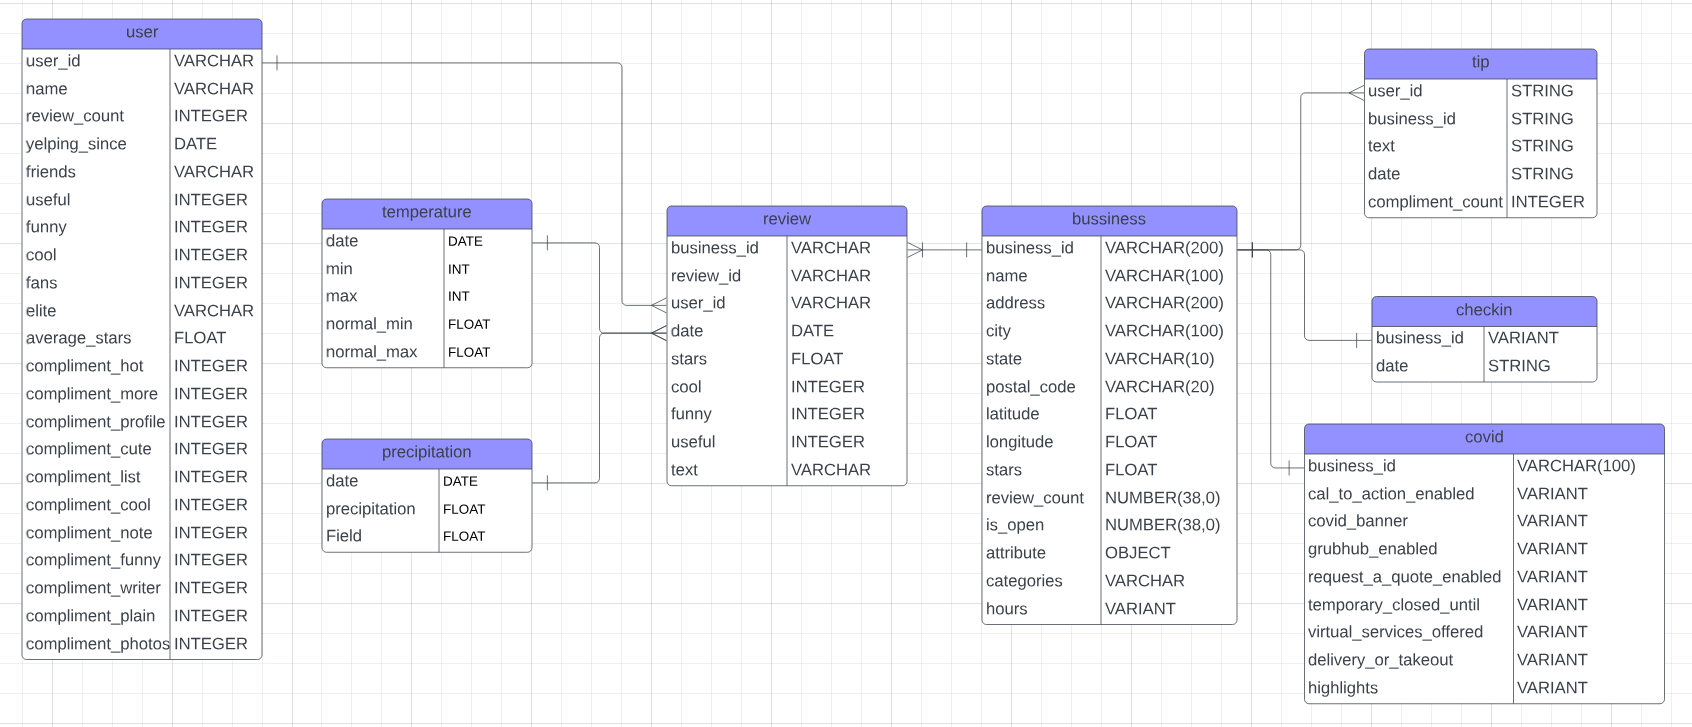 user
user_id VARCHAR
name VARCHAR
review_count INTEGER
yelping_since DATE
friends VARCHAR
useful INTEGER
funny INTEGER
cool INTEGER
fans INTEGER
elite VARCHAR
average_stars FLOAT
compliment_hot INTEGER
compliment_more INTEGER
compliment_profile INTEGER
compliment_cute INTEGER
compliment_list INTEGER
compliment_cool INTEGER
compliment_note INTEGER
compliment_funny INTEGER
compliment_writer INTEGER
compliment_plain INTEGER
compliment_photos INTEGER
temperature
date DATE
min INT
max INT
normal_min FLOAT
normal_max FLOAT
precipitation
date DATE
precipitation FLOAT
Field FLOAT
review
business_id VARCHAR
review_id VARCHAR
user_id VARCHAR
date DATE
stars FLOAT
cool INTEGER
funny INTEGER
useful INTEGER
text VARCHAR
bussiness
business_id VARCHAR(200)
name VARCHAR(100)
address VARCHAR(200)
city VARCHAR(100)
state VARCHAR(10)
postal_code VARCHAR(20)
latitude FLOAT
longitude FLOAT
stars FLOAT
review_count NUMBER(38,0)
is_open NUMBER(38,0)
attribute OBJECT
categories VARCHAR
hours VARIANT
tip
user_id STRING
business_id STRING
text STRING
date STRING
compliment_count INTEGER
checkin
business_id VARIANT
date STRING
covid
business_id VARCHAR(100)
cal_to_action_enabled VARIANT
covid_banner VARIANT
grubhub_enabled VARIANT
request_a_quote_enabled VARIANT
temporary_closed_until VARIANT
virtual_services_offered VARIANT
delivery_or_takeout VARIANT
highlights VARIANT